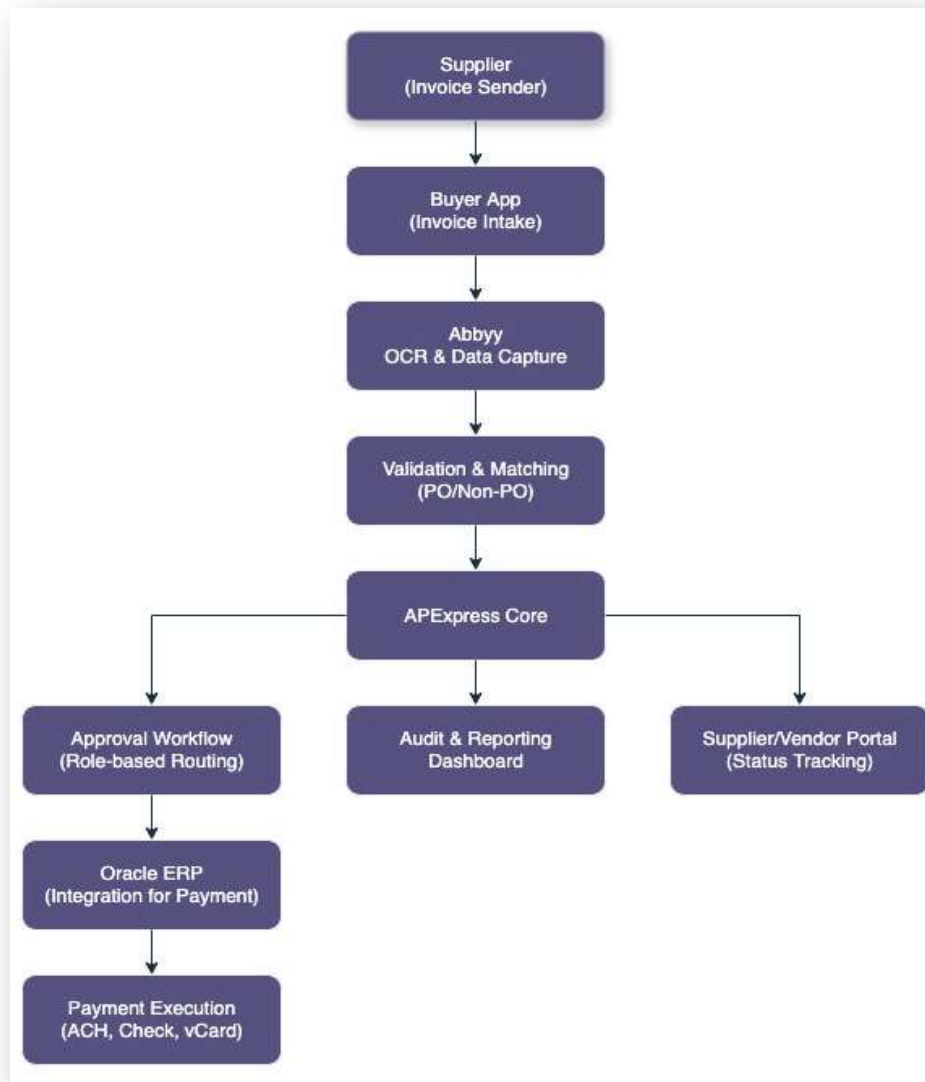 Supplier
(Invoice Sender)
Buyer App
(Invoice Intake)
Abbyy
OCR & Data Capture
Validation & Matching
(PO/Non-PO)
APExpress Core
Approval Workflow
(Role-based Routing)
Audit & Reporting
Dashboard
Supplier/Vendor Portal
(Status Tracking)
Oracle ERP
(Integration for Payment)
Payment Execution
(ACH, Check, vCard)